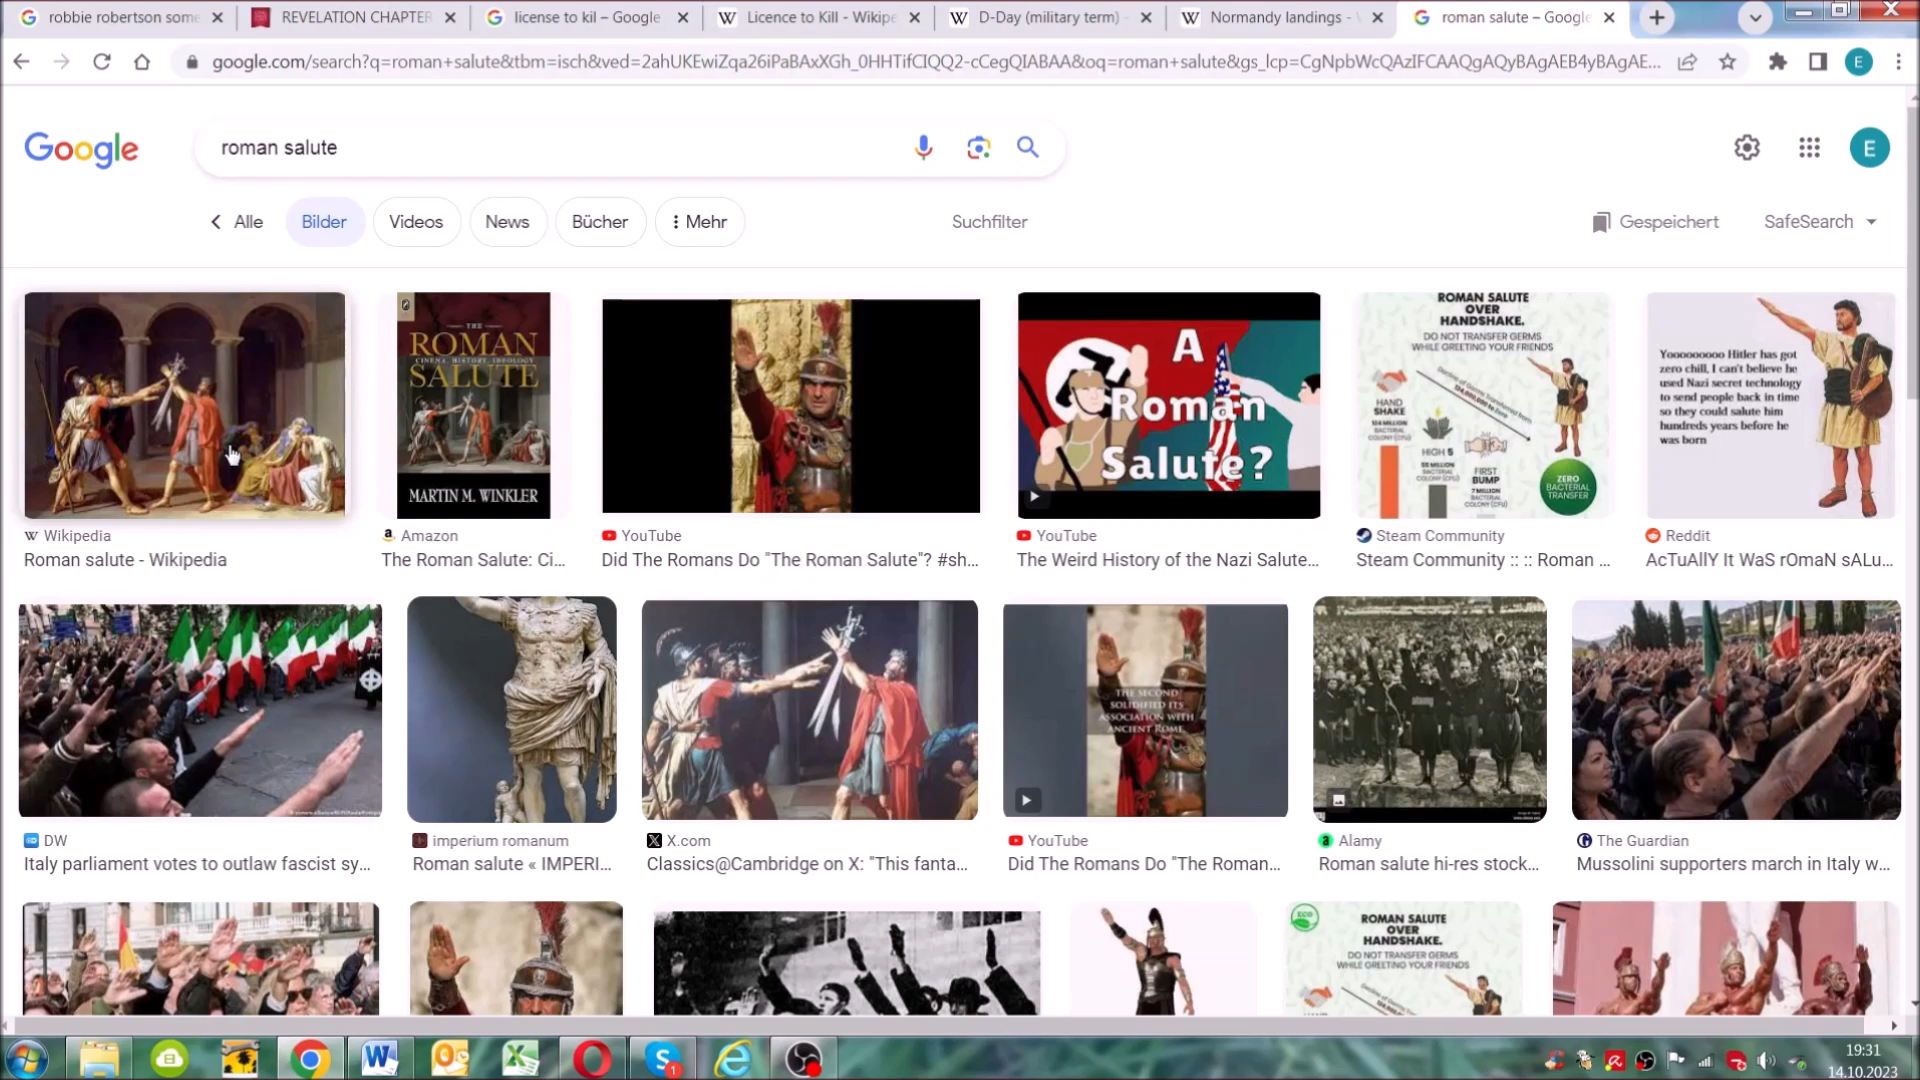 robbie robertson some
REVELATION CHAPTER
license to kil – Google
Licence to Kill - Wikipe
D-Day (military term) -
Normandy landings -
roman salute – Google
google.com/search?q=roman+salute&tbm=isch&ved=2ahUKEwiZqa26iPaBAxXGh_0HHTifCIQQ2-cCegQIABAA&oq=roman+salute&gs_lcp=CgNpbWcQAzIFCAAQgAQyBAgAEB4yBAgAE...
E
Google
roman salute
E
Alle
Bilder
Videos
News
Bücher
Mehr
Suchfilter
Gespeichert
SafeSearch
THE
ROMAN
CINEMA, HISTORY, IDEOLOGY
SALUTE
MARTIN M. WINKLER
A
Roman
Salute?
ROMAN SALUTE
OVER
HANDSHAKE.
DO NOT TRANSFER GERMS
WHILE GREETING YOUR FRIENDS
HAND
SHAKE
HIGH 5
FIRST
BUMP
ZERO
BACTERIAL
TRANSFER
Yooooooooo Hitler has got
zero chill, I can't believe he
used Nazi secret technology
to send people back in time
so they could salute him
hundreds years before he
was born
W Wikipedia
Roman salute - Wikipedia
Amazon
The Roman Salute: Ci...
YouTube
Did The Romans Do "The Roman Salute"? #sh...
YouTube
The Weird History of the Nazi Salute...
Steam Community
Steam Community :: :: Roman ...
Reddit
AcTuAllY It WaS rOmaN sALu...
THE SECOND
SOLIDIFIED ITS
ASSOCIATION WITH
ANCIENT ROME.
DW
Italy parliament votes to outlaw fascist sy...
imperium romanum
Roman salute « IMPERI...
X.com
Classics@Cambridge on X: "This fanta...
YouTube
Did The Romans Do "The Roman...
Alamy
Roman salute hi-res stock...
The Guardian
Mussolini supporters march in Italy w...
ECO
ROMAN SALUTE
OVER
HANDSHAKE.
DO NOT TRANSFER GERMS
WHILE GREETING YOUR FRIENDS
19:31
14.10.2023